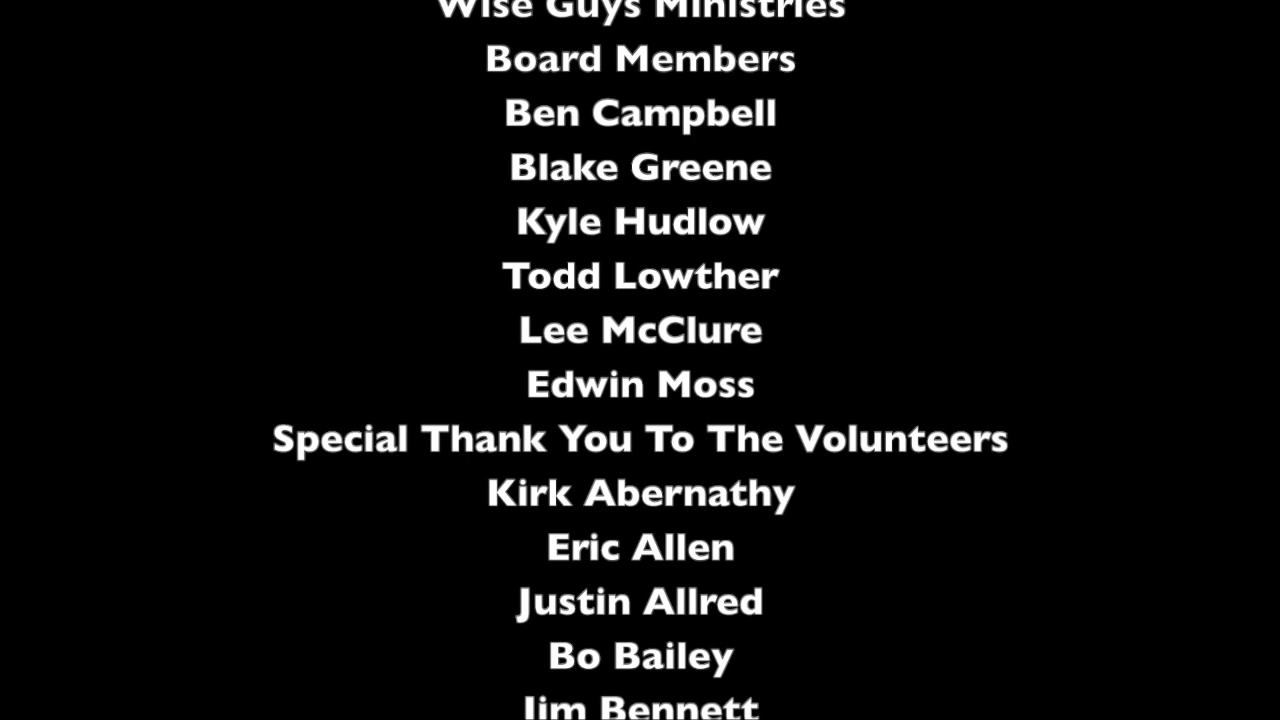 Wise Guys Ministries
Board Members
Ben Campbell
Blake Greene
Kyle Hudlow
Todd Lowther
Lee McClure
Edwin Moss
Special Thank You To The Volunteers
Kirk Abernathy
Eric Allen
Justin Allred
Bo Bailey
Jim Bennett